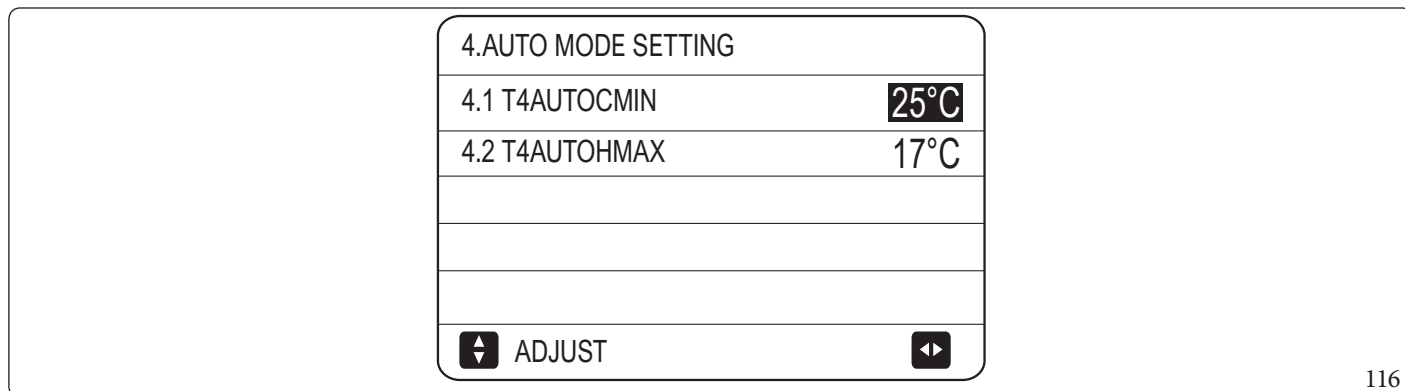 4.AUTO MODE SETTING
4.1 T4AUTOCMIN 25°C
4.2 T4AUTOHMAX 17°C
ADJUST
116